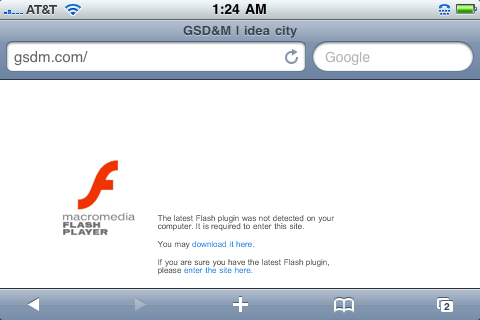 AT&T 1:24 AM
GSD&M | idea city
gsdm.com/ Google
macromedia
FLASH
PLAYER
The latest Flash plugin was not detected on your
computer. It is required to enter this site.
You may download it here.
If you are sure you have the latest Flash plugin,
please enter the site here.
2